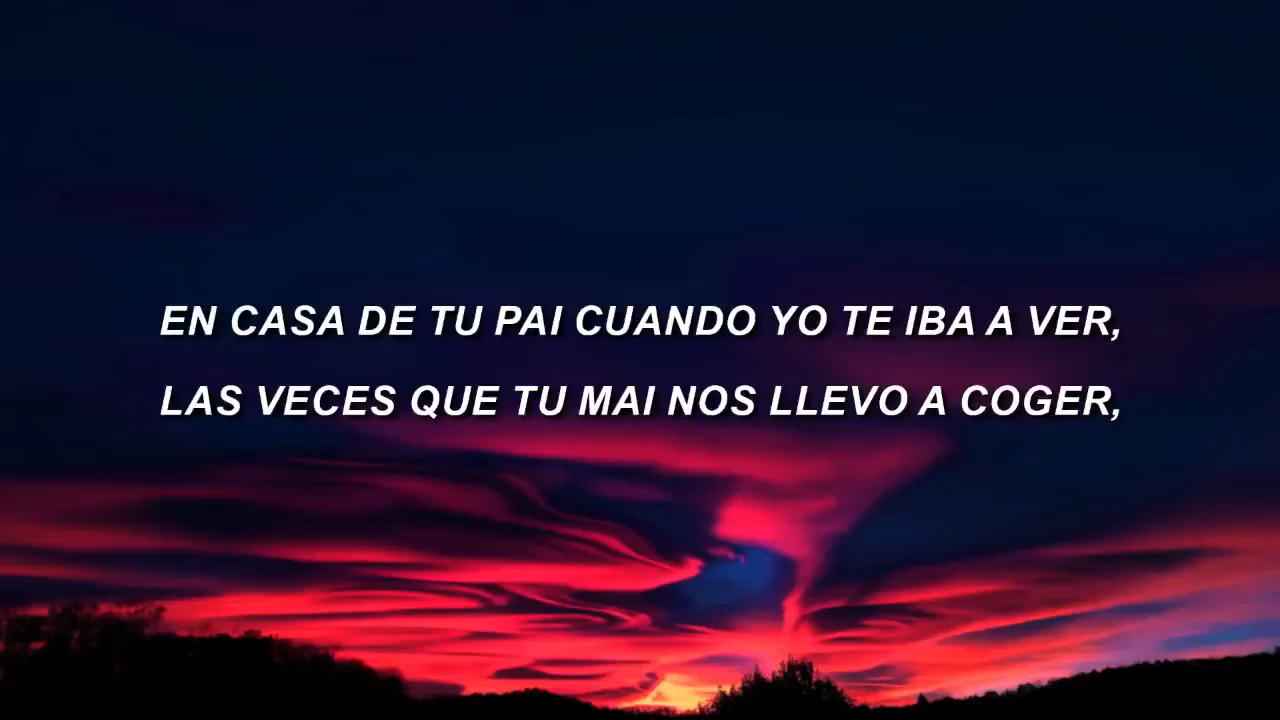 EN CASA DE TU PAI CUANDO YO TE IBA A VER,
LAS VECES QUE TU MAI NOS LLEVO A COGER,